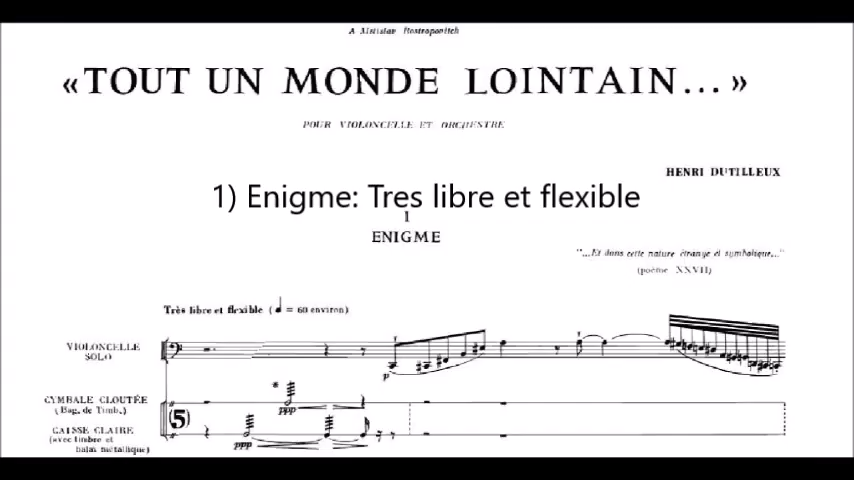 A Mstislav Rostropovitch
« TOUT UN MONDE LOINTAIN... »
POUR VIOLONCELLE ET ORCHESTRE
HENRI DUTILLEUX
1) Enigme: Tres libre et flexible
I
ENIGME
"...Et dans cette nature étrange et symbolique..."
(poème XXVII)
Très libre et flexible ( ♩ = 60 environ)
VIOLONCELLE
SOLO
p
CYMBALE CLOUTÉE
(Bag. de Timb.)
*
ppp
(5)
CAISSE CLAIRE
(avec timbre et
balai métallique)
ppp